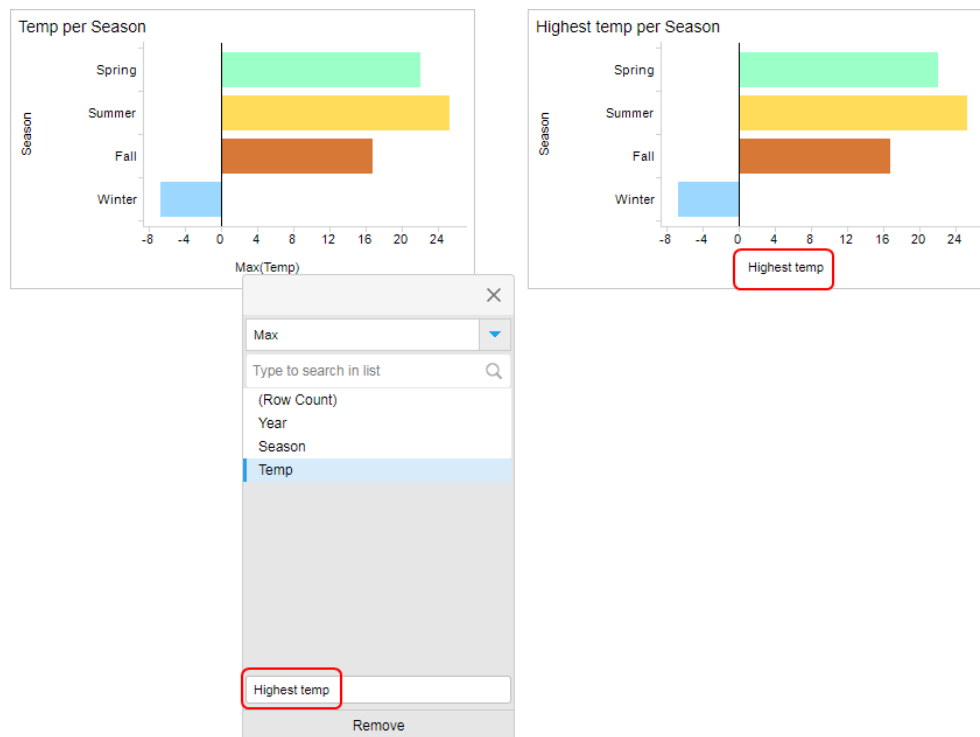 Temp per Season
Season
Spring
Summer
Fall
Winter
-8 -4 0 4 8 12 16 20 24
Max(Temp)
Highest temp per Season
Season
Spring
Summer
Fall
Winter
-8 -4 0 4 8 12 16 20 24
Highest temp
Max
Type to search in list
(Row Count)
Year
Season
Temp
Highest temp
Remove